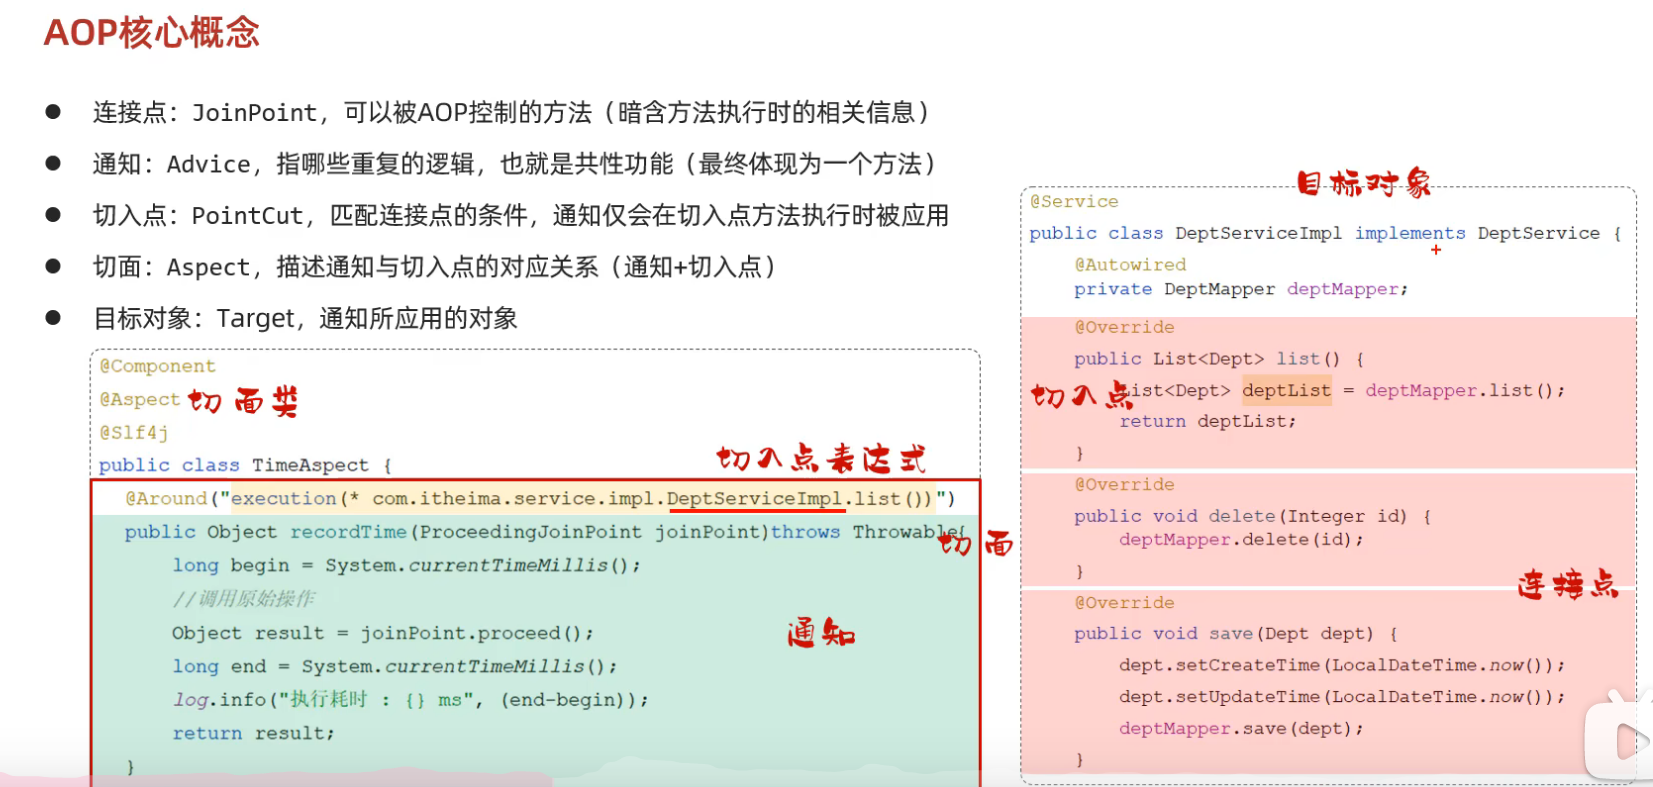 AOP核心概念
● 连接点：JoinPoint，可以被AOP控制的方法（暗含方法执行时的相关信息）
● 通知：Advice，指哪些重复的逻辑，也就是共性功能（最终体现为一个方法）
● 切入点：PointCut，匹配连接点的条件，通知仅会在切入点方法执行时被应用
● 切面：Aspect，描述通知与切入点的对应关系（通知+切入点）
● 目标对象：Target，通知所应用的对象
@Component
@Aspect 切面类
@Slf4j
public class TimeAspect {
切入点表达式
@Around("execution(* com.itheima.service.impl.DeptServiceImpl.list())")
public Object recordTime(ProceedingJoinPoint joinPoint)throws Throwable{
切面
long begin = System.currentTimeMillis();
//调用原始操作
Object result = joinPoint.proceed();
通知
long end = System.currentTimeMillis();
log.info("执行耗时 : {} ms", (end-begin));
return result;
}
目标对象
@Service
public class DeptServiceImpl implements DeptService {
@Autowired
private DeptMapper deptMapper;
@Override
public List<Dept> list() {
切入点
List<Dept> deptList = deptMapper.list();
return deptList;
}
@Override
public void delete(Integer id) {
deptMapper.delete(id);
}
连接点
@Override
public void save(Dept dept) {
dept.setCreateTime(LocalDateTime.now());
dept.setUpdateTime(LocalDateTime.now());
deptMapper.save(dept);
}